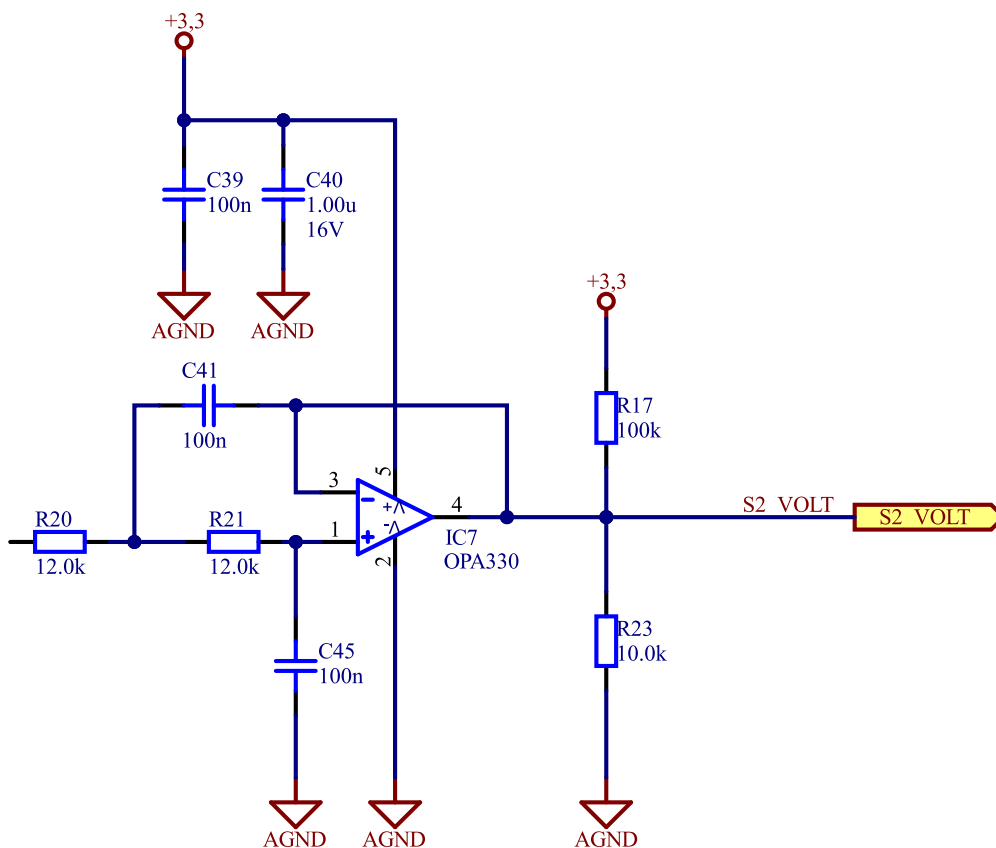 +3,3
C39
100n
C40
1.00u
16V
AGND
AGND
+3,3
C41
100n
R17
100k
5
3
+
-
4
1
2
IC7
OPA330
S2_VOLT
S2_VOLT
R20
12.0k
R21
12.0k
R23
10.0k
C45
100n
AGND
AGND
AGND